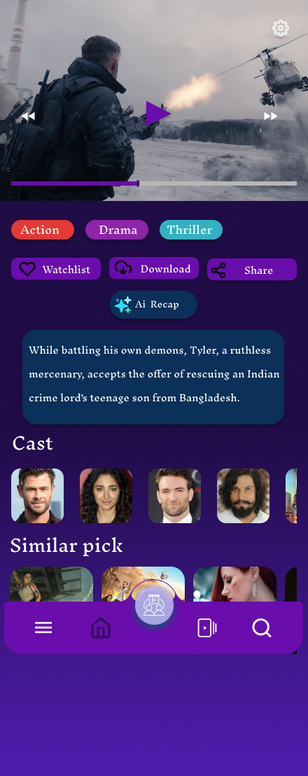 Action Drama Thriller
Watchlist Download Share
Ai Recap
While battling his own demons, Tyler, a ruthless
mercenary, accepts the offer of rescuing an Indian
crime lord's teenage son from Bangladesh.
Cast
Similar pick